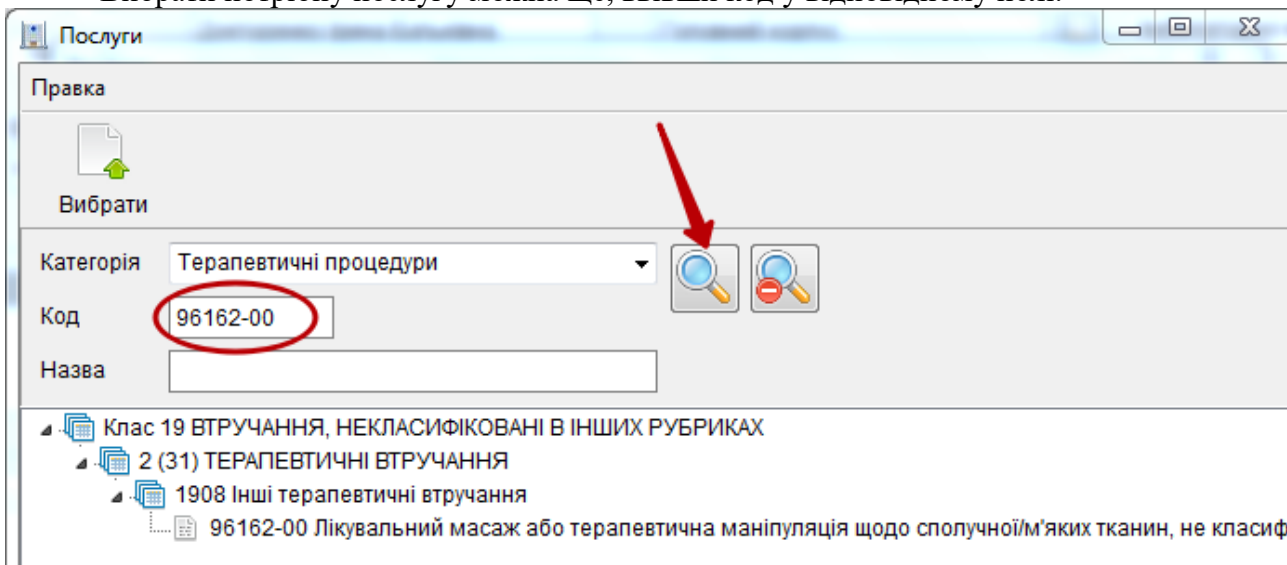 Послуги
Правка
Вибрати
Категорія Терапевтичні процедури
Код 96162-00
Назва
Клас 19 ВТРУЧАННЯ, НЕКЛАСИФІКОВАНІ В ІНШИХ РУБРИКАХ
2 (31) ТЕРАПЕВТИЧНІ ВТРУЧАННЯ
1908 Інші терапевтичні втручання
96162-00 Лікувальний масаж або терапевтична маніпуляція щодо сполучної/м'яких тканин, не класиф